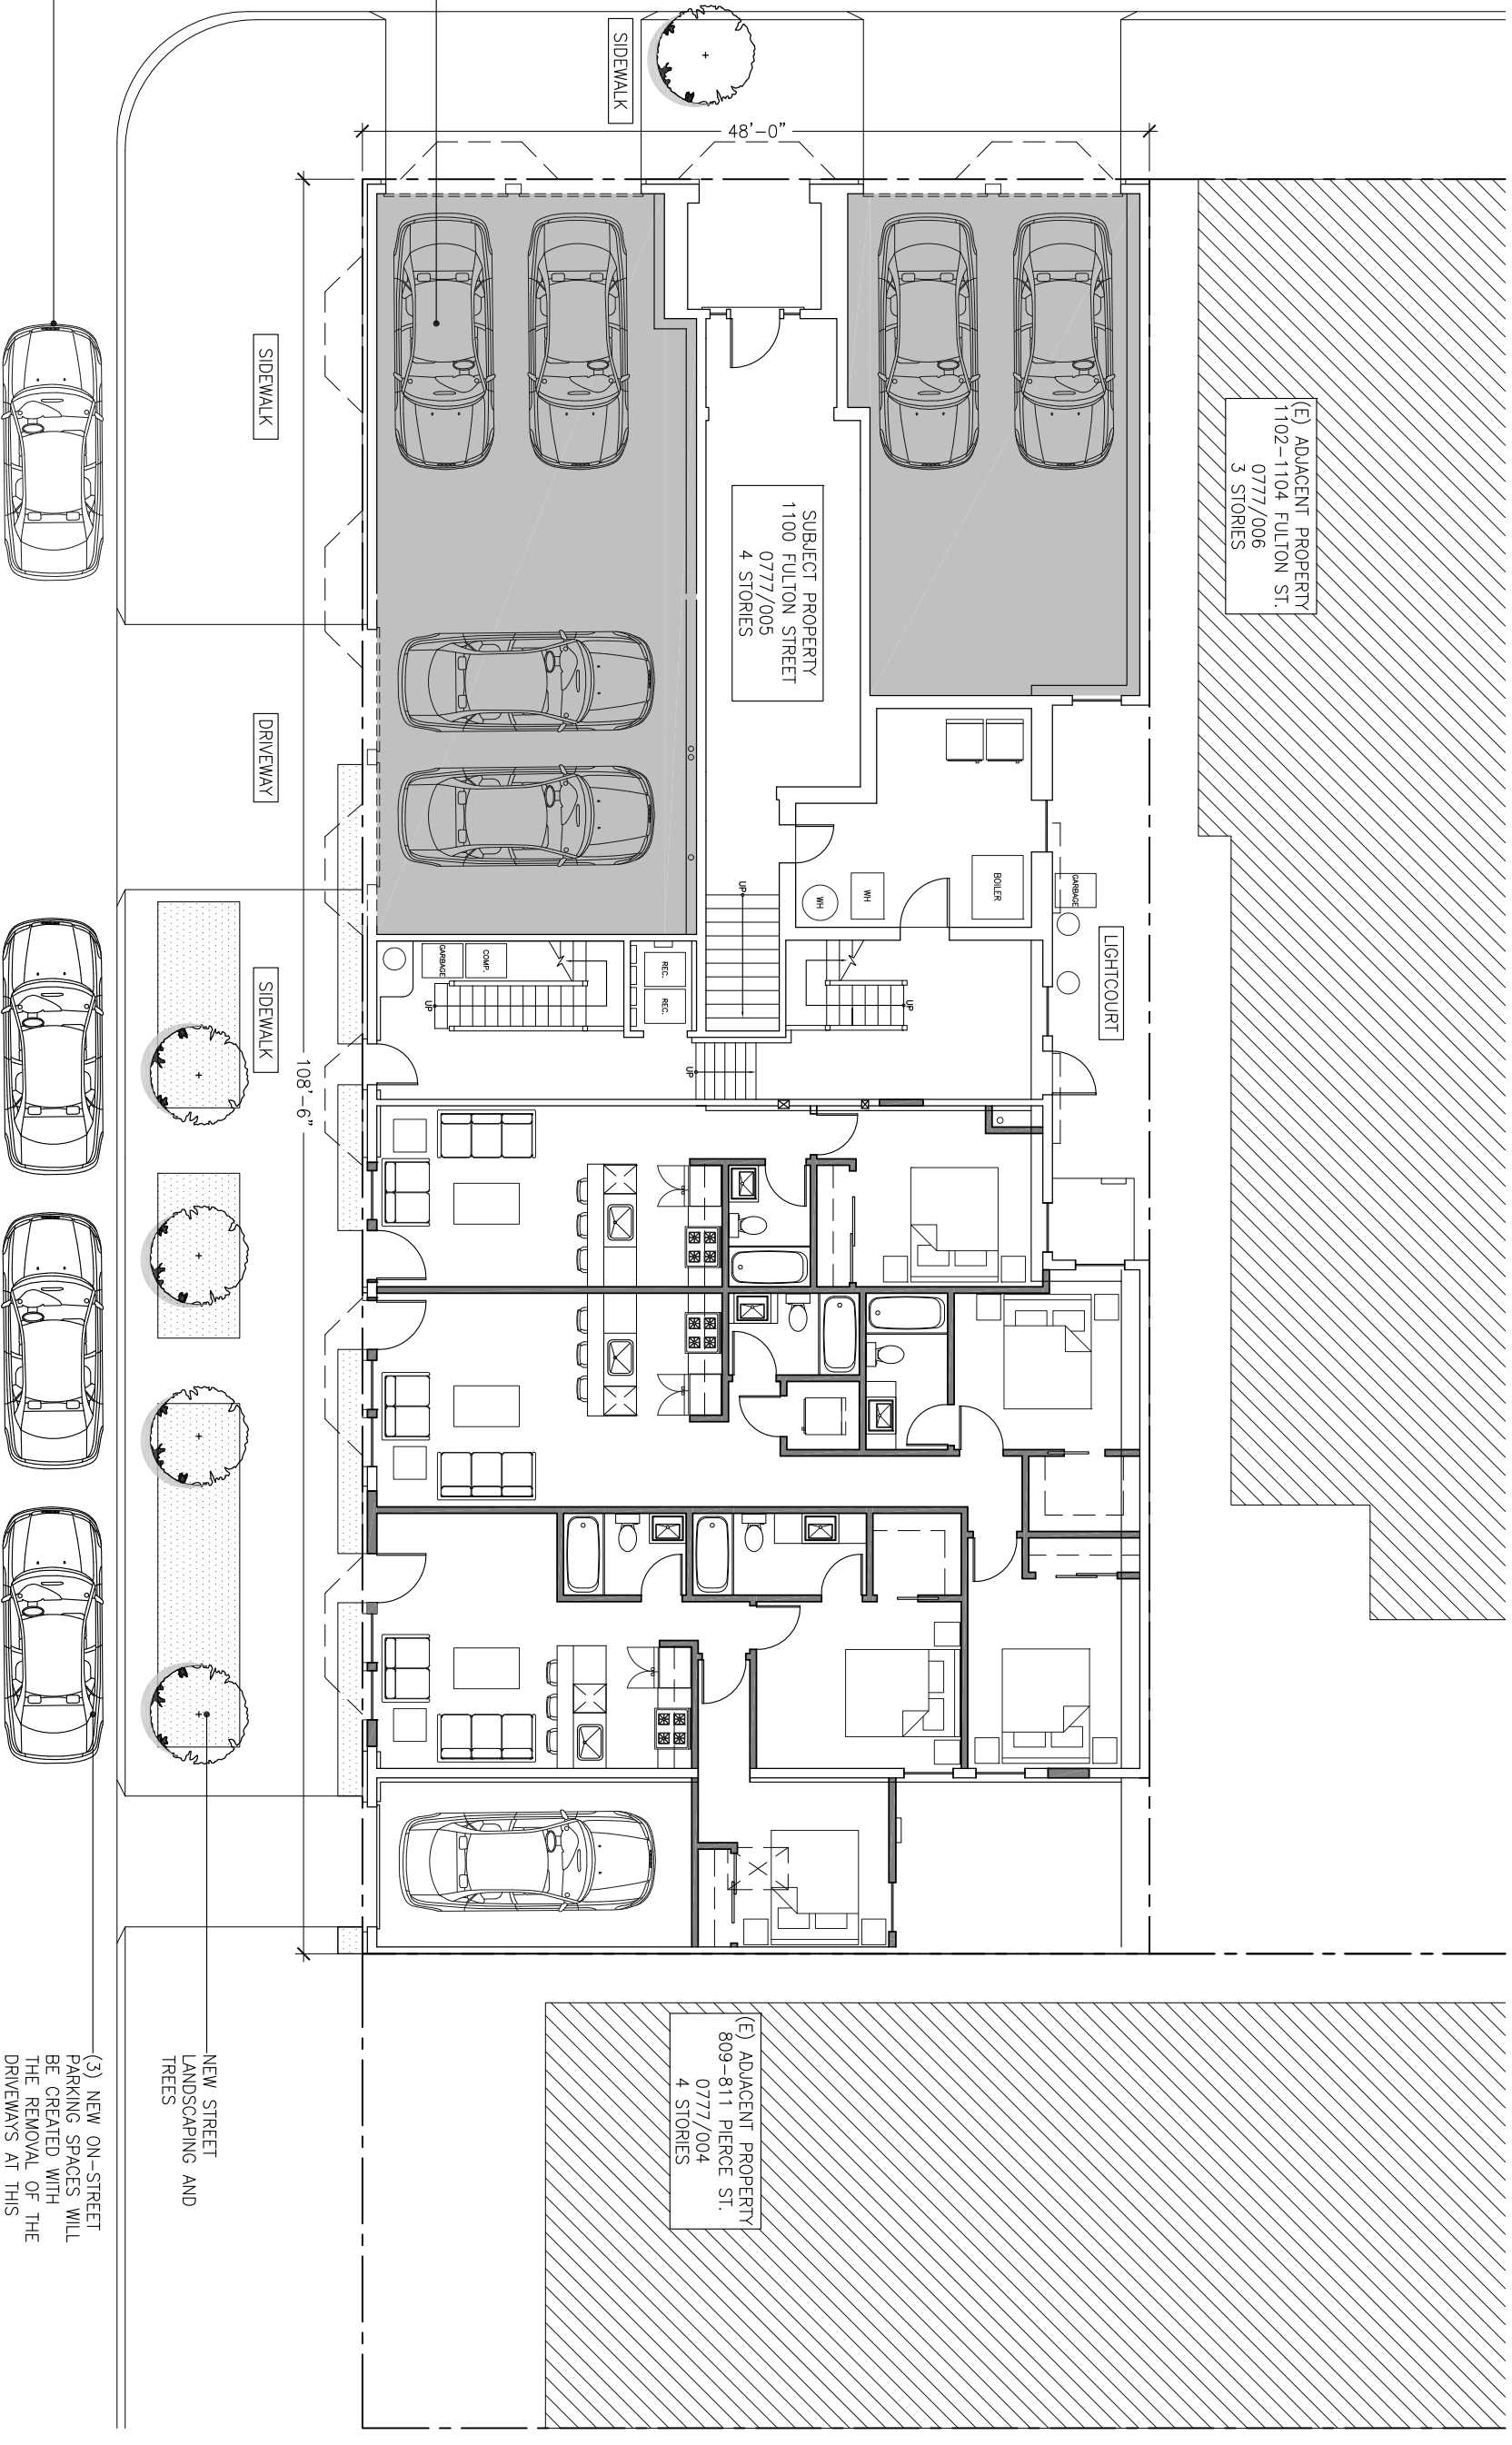 SIDEWALK
48'-0"
(E) ADJACENT PROPERTY
1102-1104 FULTON ST.
0777/006
3 STORIES
SIDEWALK
SUBJECT PROPERTY
1100 FULTON STREET
0777/005
4 STORIES
DRIVEWAY
BOILER
WH
WH
UP
GARBAGE
LIGHTCOURT
SIDEWALK
GARBAGE
COMP.
REC.
REC.
UP
UP
UP
108'-6"
(E) ADJACENT PROPERTY
809-811 PIERCE ST.
0777/004
4 STORIES
NEW STREET
LANDSCAPING AND
TREES
(3) NEW ON-STREET
PARKING SPACES WILL
BE CREATED WITH
THE REMOVAL OF THE
DRIVEWAYS AT THIS